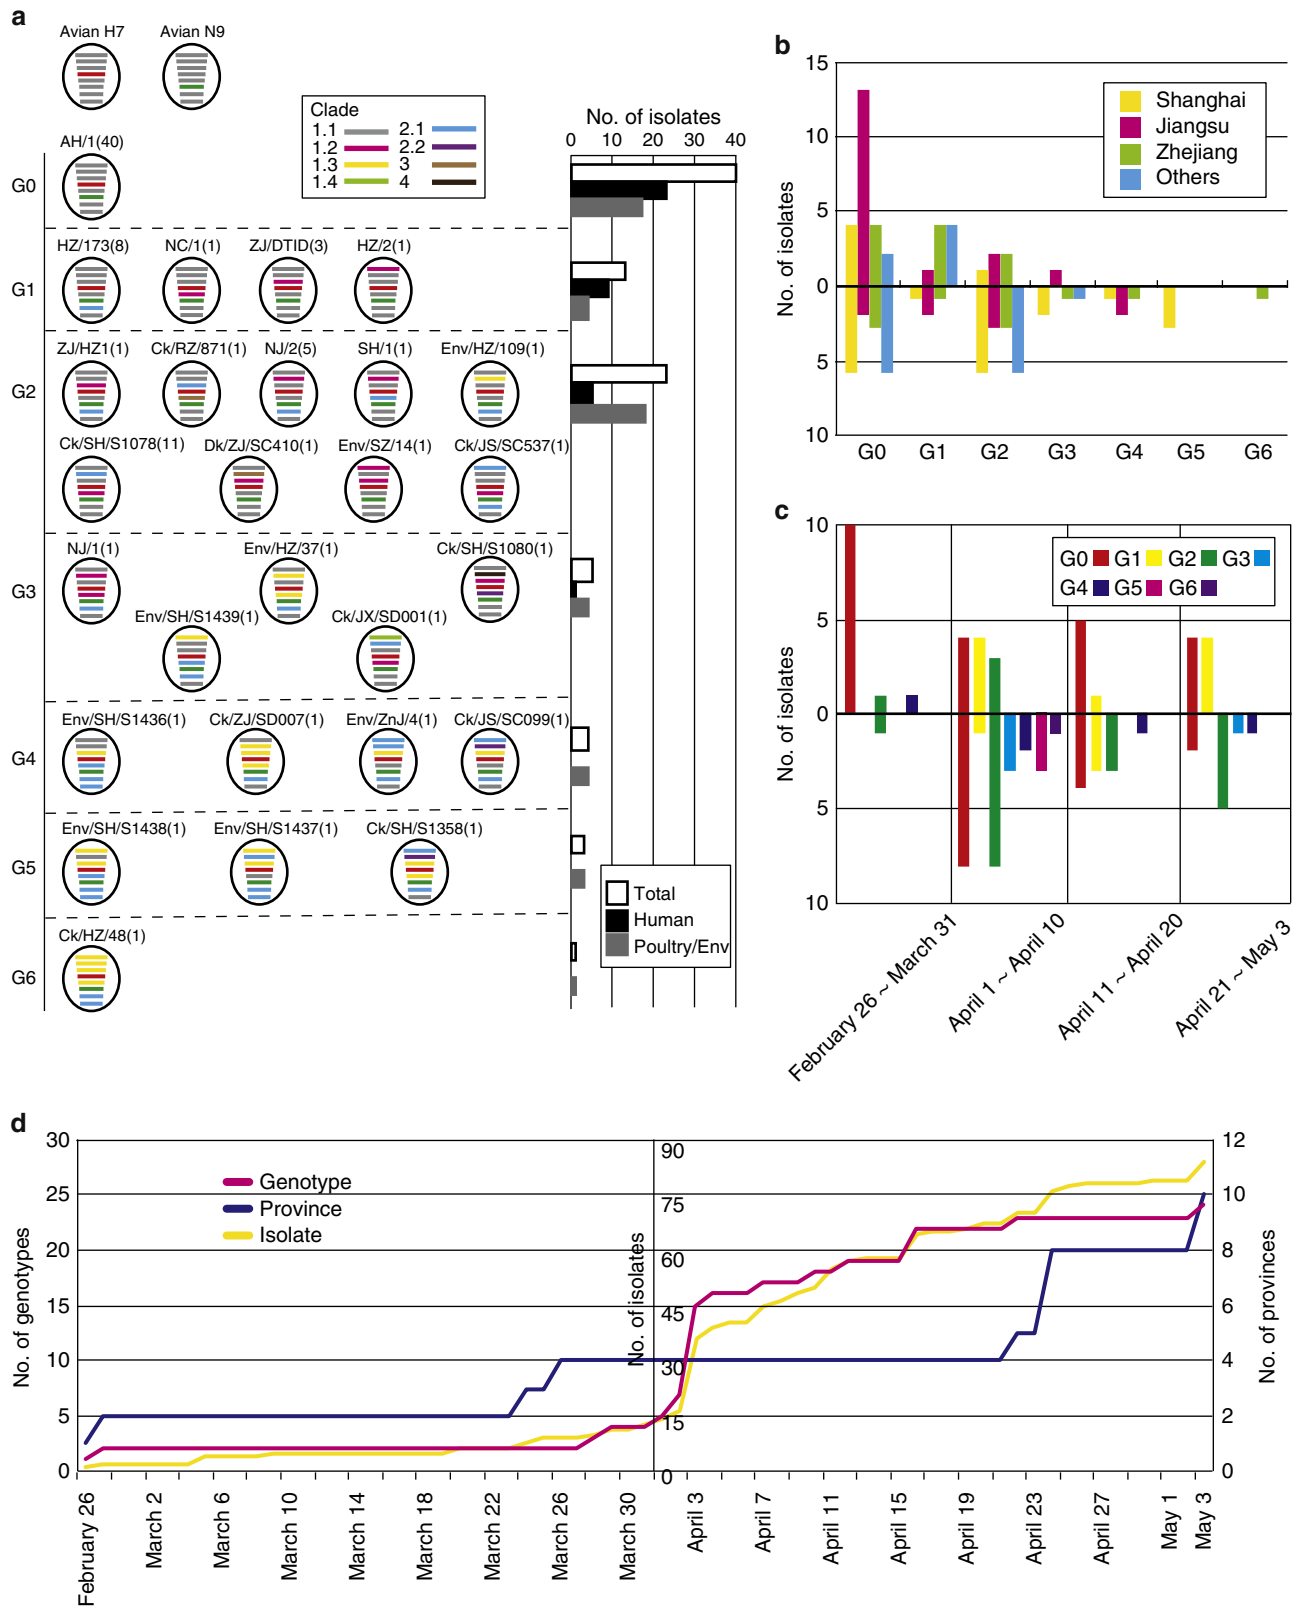 a
Avian H7 Avian N9
Clade
1.1 2.1
1.2 2.2
1.3 3
1.4 4
No. of isolates
0 10 20 30 40
AH/1(40)
G0
HZ/173(8) NC/1(1) ZJ/DTID(3) HZ/2(1)
G1
ZJ/HZ1(1) Ck/RZ/871(1) NJ/2(5) SH/1(1) Env/HZ/109(1)
G2
Ck/SH/S1078(11) Dk/ZJ/SC410(1) Env/SZ/14(1) Ck/JS/SC537(1)
NJ/1(1) Env/HZ/37(1) Ck/SH/S1080(1)
G3
Env/SH/S1439(1) Ck/JX/SD001(1)
Env/SH/S1436(1) Ck/ZJ/SD007(1) Env/ZnJ/4(1) Ck/JS/SC099(1)
G4
Env/SH/S1438(1) Env/SH/S1437(1) Ck/SH/S1358(1)
G5
Ck/HZ/48(1)
G6
Total
Human
Poultry/Env
b
15
10
5
0
5
10
No. of isolates
Shanghai
Jiangsu
Zhejiang
Others
G0 G1 G2 G3 G4 G5 G6
c
10
5
0
5
10
No. of isolates
G0 G1 G2 G3
G4 G5 G6
February 26 ~ March 31
April 1 ~ April 10
April 11 ~ April 20
April 21 ~ May 3
d
30
25
20
15
10
5
0
No. of genotypes
Genotype
Province
Isolate
90
75
60
45
30
15
0
No. of isolates
12
10
8
6
4
2
0
No. of provinces
February 26
March 2
March 6
March 10
March 14
March 18
March 22
March 26
March 30
April 3
April 7
April 11
April 15
April 19
April 23
April 27
May 1
May 3